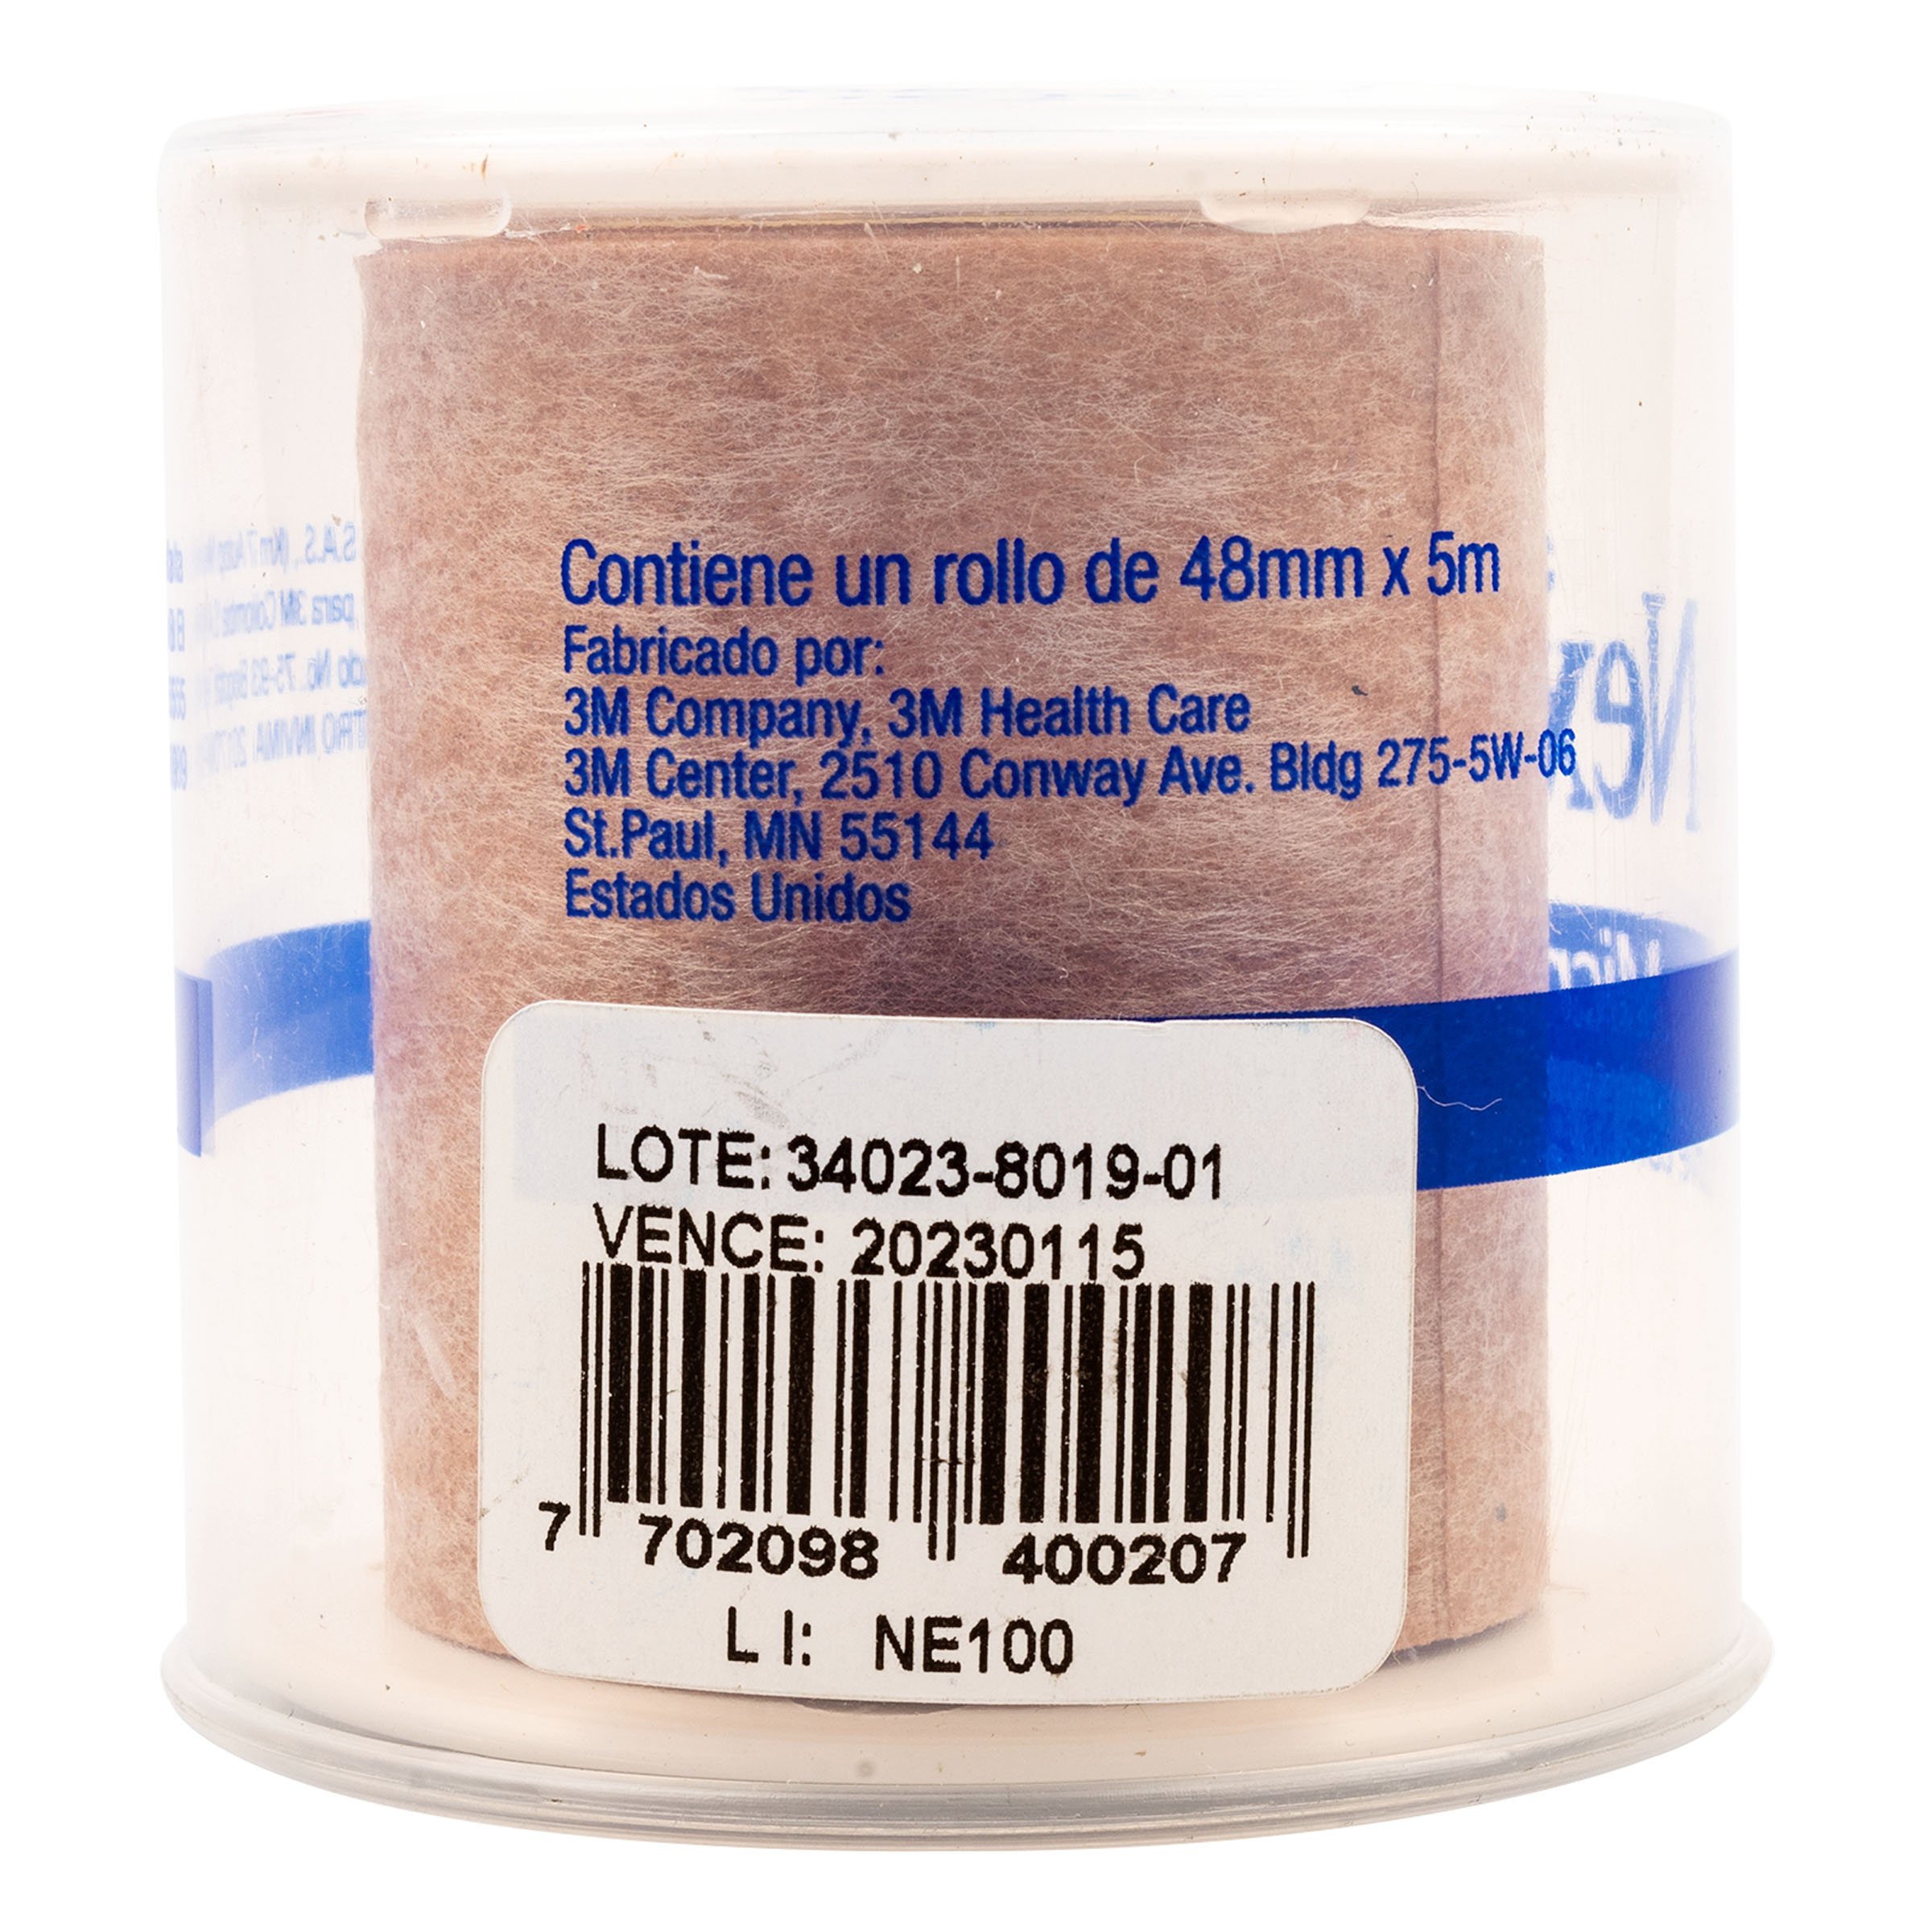 Contiene un rollo de 48mm x 5m
Fabricado por:
3M Company, 3M Health Care
3M Center, 2510 Conway Ave. Bldg 275-5W-06
St.Paul, MN 55144
Estados Unidos
LOTE: 34023-8019-01
VENCE: 20230115
7 702098 400207
L I: NE100